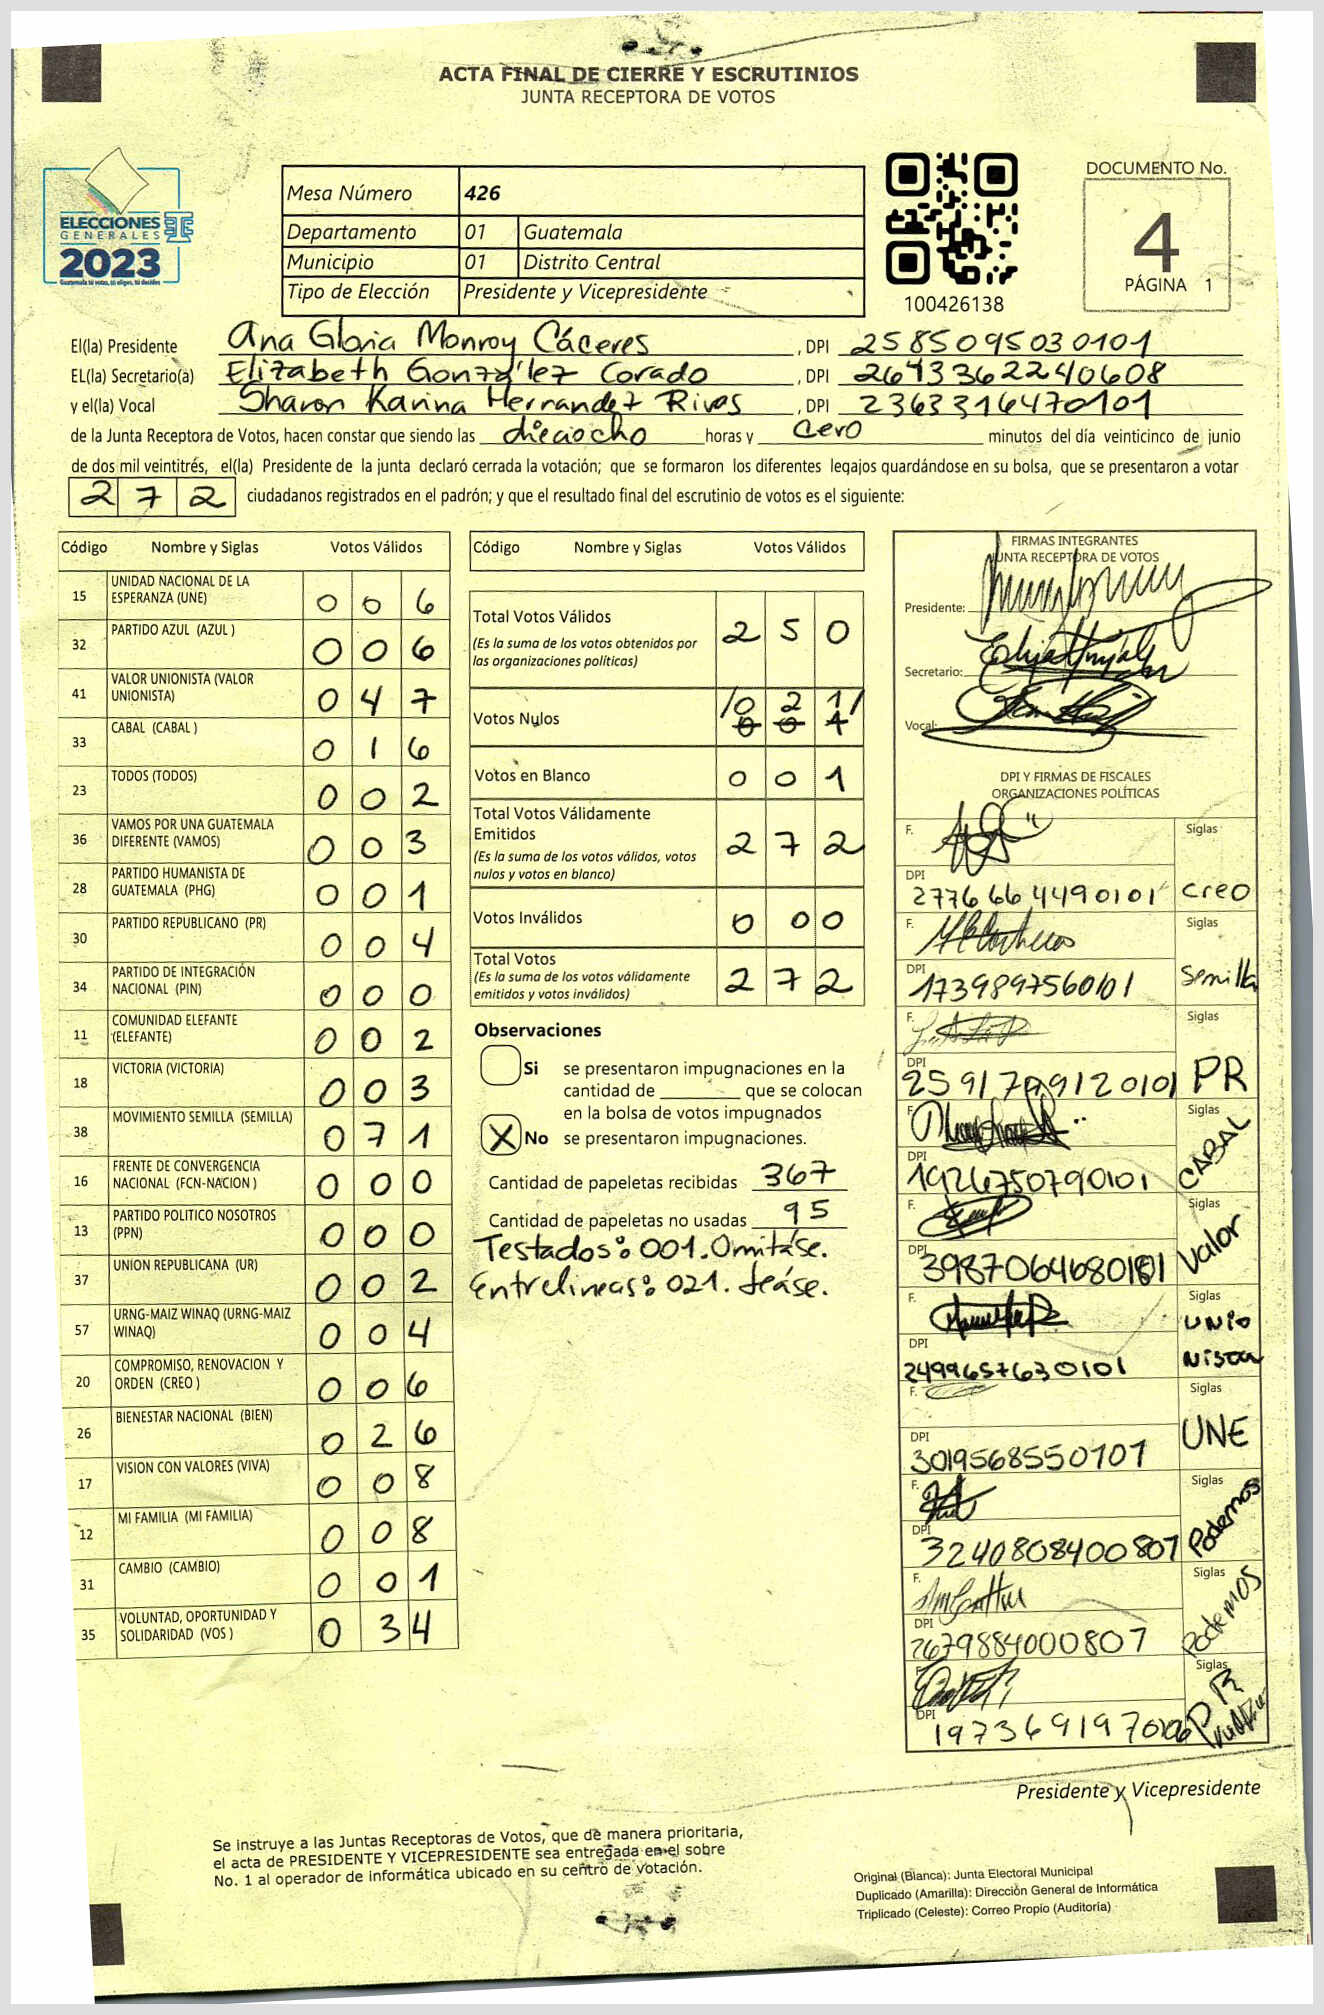 ACTA FINAL DE CIERRE Y ESCRUTINIOS
JUNTA RECEPTORA DE VOTOS
ELECCIONES
GENERALES
2023
Mesa Número 426
Departamento 01 Guatemala
Municipio 01 Distrito Central
Tipo de Elección Presidente y Vicepresidente
100426138
DOCUMENTO No.
4
PÁGINA 1
El(la) Presidente Ana Gloria Monroy Cáceres , DPI 2585095030101
EL(la) Secretario(a) Elizabeth González Corado , DPI 2643362240608
y el(la) Vocal Sharon Karina Hernandez Rivas , DPI 2363316470101
de la Junta Receptora de Votos, hacen constar que siendo las dieciocho horas y cero minutos del día veinticinco de junio
de dos mil veintitrés, el(la) Presidente de la junta declaró cerrada la votación; que se formaron los diferentes legajos guardándose en su bolsa, que se presentaron a votar
272 ciudadanos registrados en el padrón; y que el resultado final del escrutinio de votos es el siguiente:
Código Nombre y Siglas Votos Válidos
15 UNIDAD NACIONAL DE LA ESPERANZA (UNE) 0 0 6
32 PARTIDO AZUL (AZUL ) 0 0 6
41 VALOR UNIONISTA (VALOR UNIONISTA) 0 4 7
33 CABAL (CABAL ) 0 1 6
23 TODOS (TODOS) 0 0 2
36 VAMOS POR UNA GUATEMALA DIFERENTE (VAMOS) 0 0 3
28 PARTIDO HUMANISTA DE GUATEMALA (PHG) 0 0 1
30 PARTIDO REPUBLICANO (PR) 0 0 4
34 PARTIDO DE INTEGRACIÓN NACIONAL (PIN) 0 0 0
11 COMUNIDAD ELEFANTE (ELEFANTE) 0 0 2
18 VICTORIA (VICTORIA) 0 0 3
38 MOVIMIENTO SEMILLA (SEMILLA) 0 7 1
16 FRENTE DE CONVERGENCIA NACIONAL (FCN-NACION ) 0 0 0
13 PARTIDO POLITICO NOSOTROS (PPN) 0 0 0
37 UNION REPUBLICANA (UR) 0 0 2
57 URNG-MAIZ WINAQ (URNG-MAIZ WINAQ) 0 0 4
20 COMPROMISO, RENOVACION Y ORDEN (CREO ) 0 0 6
26 BIENESTAR NACIONAL (BIEN) 0 2 6
17 VISION CON VALORES (VIVA) 0 0 8
12 MI FAMILIA (MI FAMILIA) 0 0 8
31 CAMBIO (CAMBIO) 0 0 1
35 VOLUNTAD, OPORTUNIDAD Y SOLIDARIDAD (VOS ) 0 3 4
Código Nombre y Siglas Votos Válidos
Total Votos Válidos 2 5 0
(Es la suma de los votos obtenidos por
las organizaciones políticas)
/0 2 1/
Votos Nulos 0 0 1
Votos en Blanco 0 0 1
Total Votos Válidamente
Emitidos 2 7 2
(Es la suma de los votos válidos, votos
nulos y votos en blanco)
Votos Inválidos 0 0 0
Total Votos 2 7 2
(Es la suma de los votos válidamente
emitidos y votos inválidos)
Observaciones
Si se presentaron impugnaciones en la
cantidad de ______ que se colocan
en la bolsa de votos impugnados
X No se presentaron impugnaciones.
Cantidad de papeletas recibidas 367
Cantidad de papeletas no usadas 95
Testados: 001. Omitáse.
Entrelineas: 021. Leáse.
FIRMAS INTEGRANTES
JUNTA RECEPTORA DE VOTOS
Presidente:
Secretario:
Vocal:
DPI Y FIRMAS DE FISCALES
ORGANIZACIONES POLÍTICAS
F. Siglas
DPI 2776664490101 creo
F. Siglas
DPI 1739897560101 Semilla
F. Siglas
DPI 2591799120101 PR
F. Siglas
DPI 1926750790101 CABAL
F. Siglas
DPI 3987064680101 Valor
F. Siglas
DPI 2499657630101 UNIO
NISTA
F. Siglas
DPI 3019568550101 UNE
F. Siglas
DPI 3240808400807 Podemos
F. Siglas
DPI 2679884000807 Podemos
F. Siglas
DPI PR
Presidente y Vicepresidente
Se instruye a las Juntas Receptoras de Votos, que de manera prioritaria,
el acta de PRESIDENTE Y VICEPRESIDENTE sea entregada en el sobre
No. 1 al operador de informática ubicado en su centro de votación.
Original (Blanca): Junta Electoral Municipal
Duplicado (Amarilla): Dirección General de Informática
Triplicado (Celeste): Correo Propio (Auditoría)